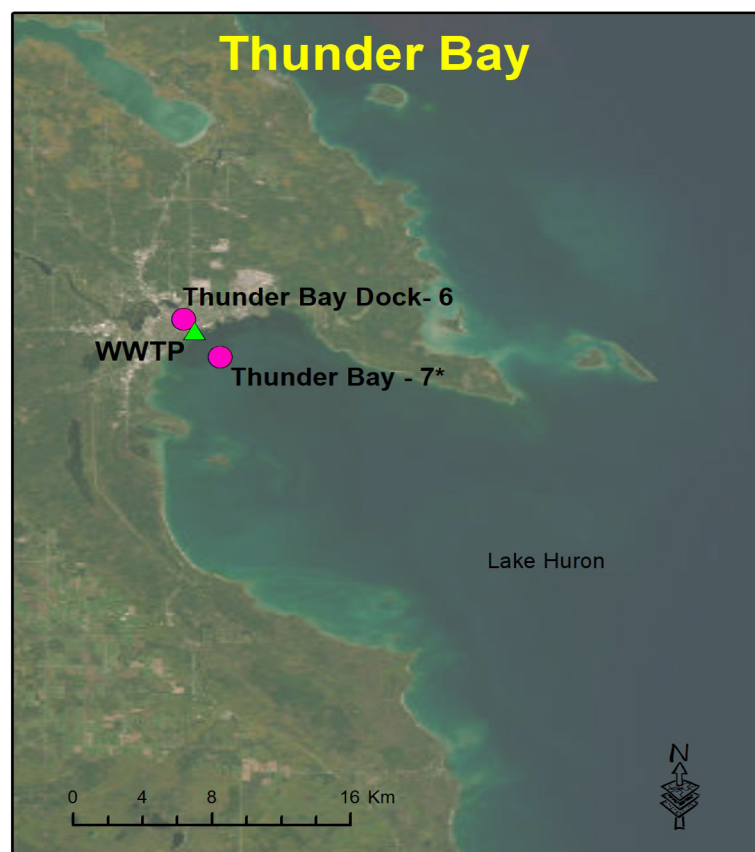 Thunder Bay
Thunder Bay Dock- 6
WWTP
Thunder Bay - 7*
Lake Huron
N
0 4 8 16 Km